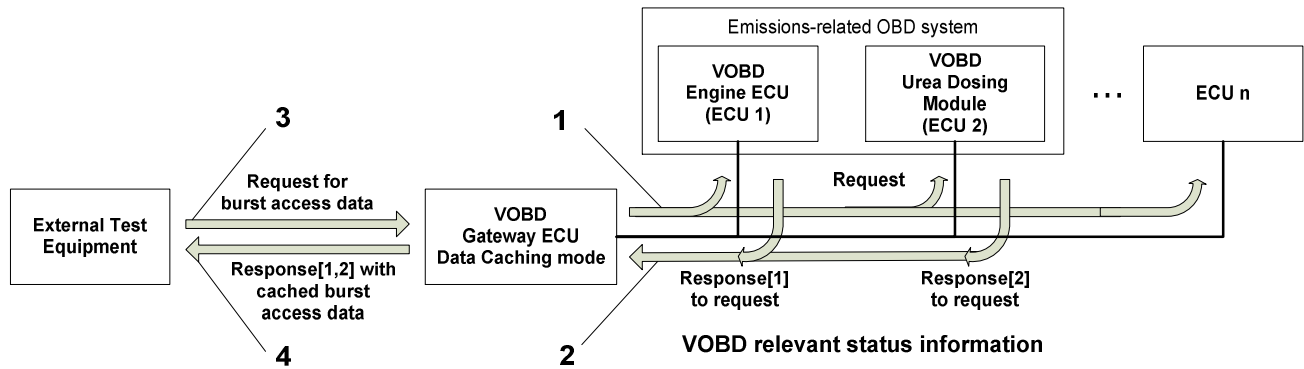 Emissions-related OBD system
VOBD
Engine ECU
(ECU 1)
VOBD
Urea Dosing
Module
(ECU 2)
...
ECU n
3
1
Request for
burst access data
Request
External Test
Equipment
VOBD
Gateway ECU
Data Caching mode
Response[1,2] with
cached burst
access data
Response[1]
to request
Response[2]
to request
4
2
VOBD relevant status information